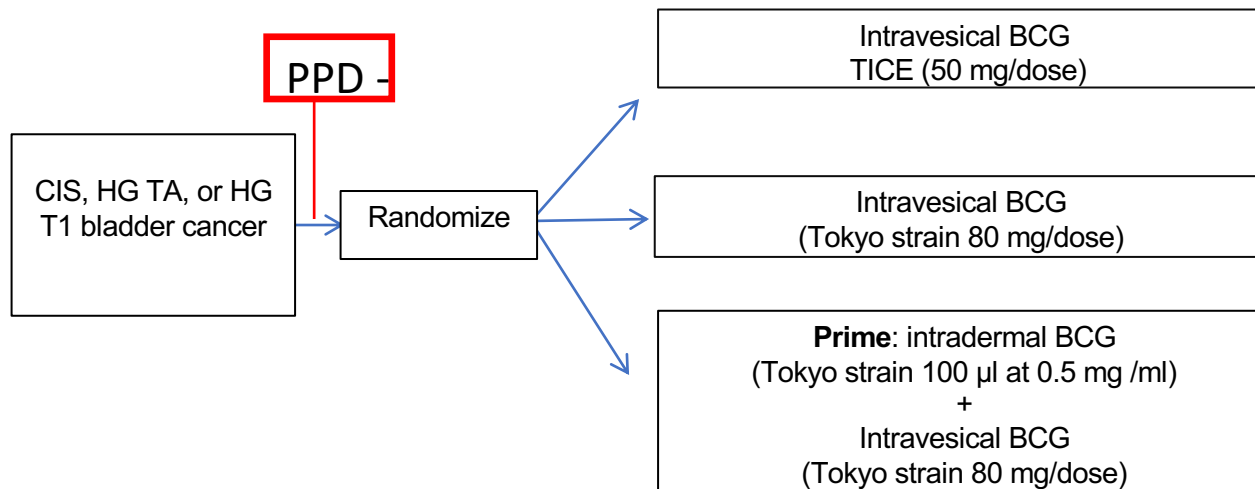 PPD -
CIS, HG TA, or HG
T1 bladder cancer
Randomize
Intravesical BCG
TICE (50 mg/dose)
Intravesical BCG
(Tokyo strain 80 mg/dose)
Prime: intradermal BCG
(Tokyo strain 100 µl at 0.5 mg /ml)
+
Intravesical BCG
(Tokyo strain 80 mg/dose)